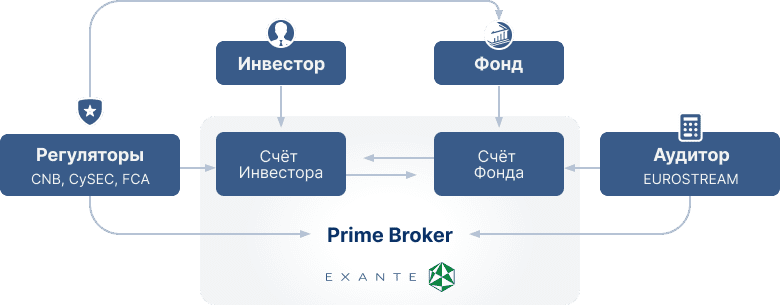 Инвестор
Фонд
Регуляторы
CNB, CySEC, FCA
Счёт
Инвестора
Счёт
Фонда
Аудитор
EUROSTREAM
Prime Broker
EXANTE